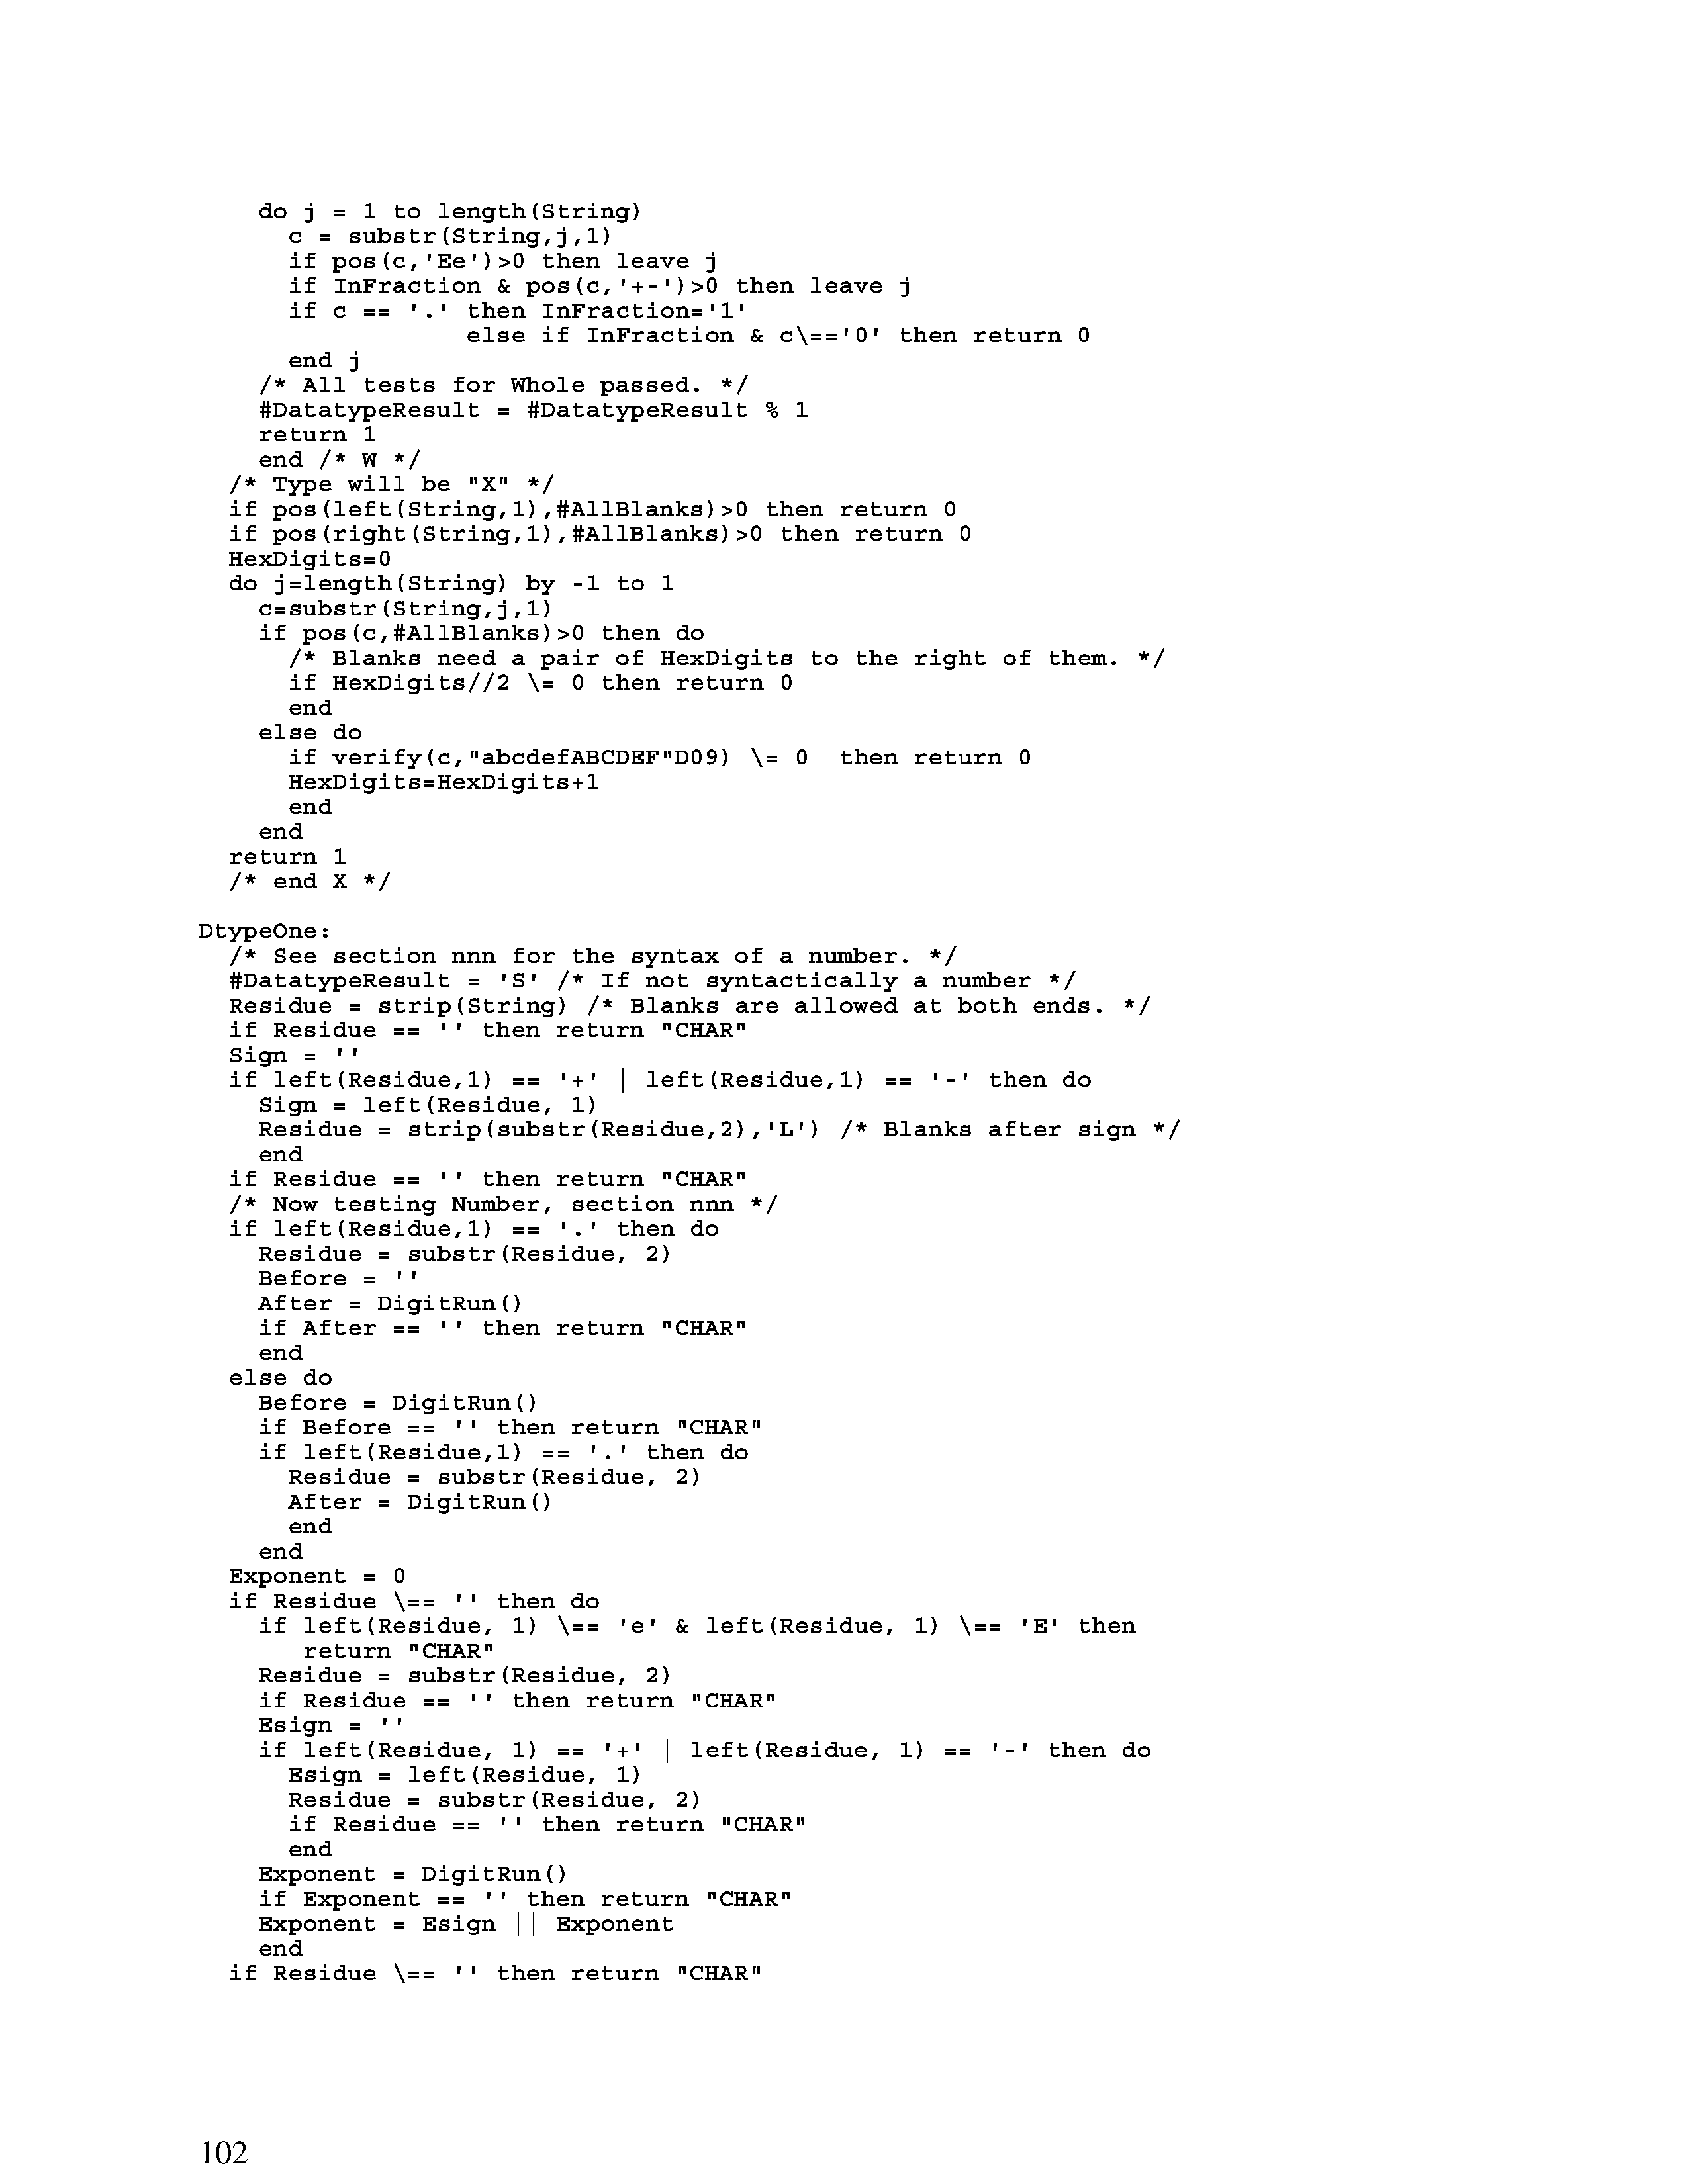 do j = 1 to length(String)
      c = substr(String,j,1)
      if pos(c,'Ee')>0 then leave j
      if InFraction & pos(c,'+-')>0 then leave j
      if c == '.' then InFraction='1'
                  else if InFraction & c\=='0' then return 0
      end j
    /* All tests for Whole passed. */
    #DatatypeResult = #DatatypeResult % 1
    return 1
    end /* W */
  /* Type will be "X" */
  if pos(left(String,1),#AllBlanks)>0 then return 0
  if pos(right(String,1),#AllBlanks)>0 then return 0
  HexDigits=0
  do j=length(String) by -1 to 1
    c=substr(String,j,1)
    if pos(c,#AllBlanks)>0 then do
      /* Blanks need a pair of HexDigits to the right of them. */
      if HexDigits//2 \= 0 then return 0
      end
    else do
      if verify(c,"abcdefABCDEF"D09) \= 0  then return 0
      HexDigits=HexDigits+1
      end
    end
  return 1
  /* end X */

DtypeOne:
  /* See section nnn for the syntax of a number. */
  #DatatypeResult = 'S' /* If not syntactically a number */
  Residue = strip(String) /* Blanks are allowed at both ends. */
  if Residue == '' then return "CHAR"
  Sign = ''
  if left(Residue,1) == '+' | left(Residue,1) == '-' then do
    Sign = left(Residue, 1)
    Residue = strip(substr(Residue,2),'L') /* Blanks after sign */
    end
  if Residue == '' then return "CHAR"
  /* Now testing Number, section nnn */
  if left(Residue,1) == '.' then do
    Residue = substr(Residue, 2)
    Before = ''
    After = DigitRun()
    if After == '' then return "CHAR"
    end
  else do
    Before = DigitRun()
    if Before == '' then return "CHAR"
    if left(Residue,1) == '.' then do
      Residue = substr(Residue, 2)
      After = DigitRun()
      end
    end
  Exponent = 0
  if Residue \== '' then do
    if left(Residue, 1) \== 'e' & left(Residue, 1) \== 'E' then
       return "CHAR"
    Residue = substr(Residue, 2)
    if Residue == '' then return "CHAR"
    Esign = ''
    if left(Residue, 1) == '+' | left(Residue, 1) == '-' then do
      Esign = left(Residue, 1)
      Residue = substr(Residue, 2)
      if Residue == '' then return "CHAR"
      end
    Exponent = DigitRun()
    if Exponent == '' then return "CHAR"
    Exponent = Esign || Exponent
    end
  if Residue \== '' then return "CHAR"

102